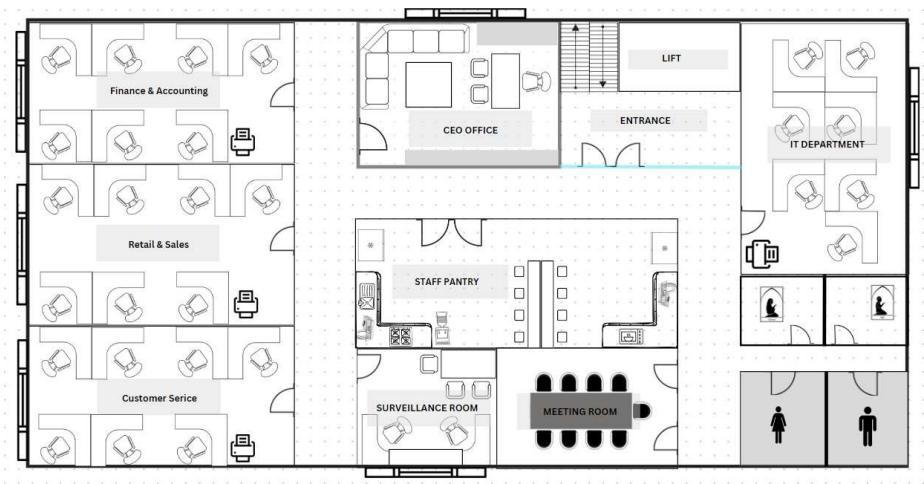 LIFT
Finance & Accounting
ENTRANCE
CEO OFFICE
IT DEPARTMENT
Retail & Sales
STAFF PANTRY
Customer Serice
SURVEILLANCE ROOM
MEETING ROOM